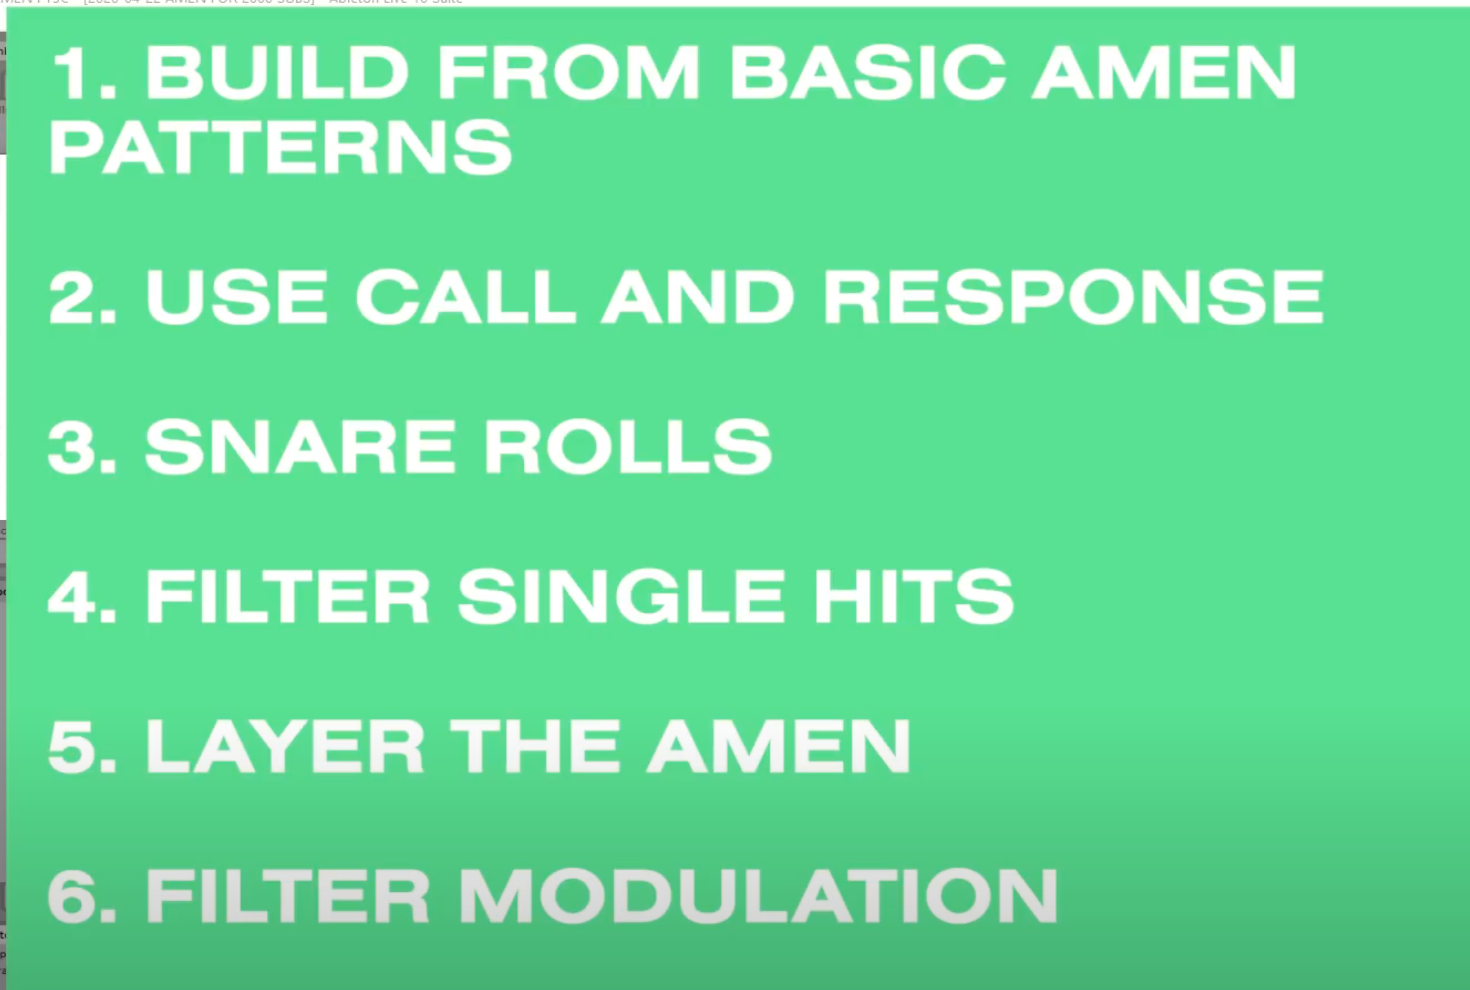 [2020-04-22 AMEN FOR 2000 SUBS] - Ableton Live 10 Suite
1. BUILD FROM BASIC AMEN
PATTERNS
2. USE CALL AND RESPONSE
3. SNARE ROLLS
4. FILTER SINGLE HITS
5. LAYER THE AMEN
6. FILTER MODULATION